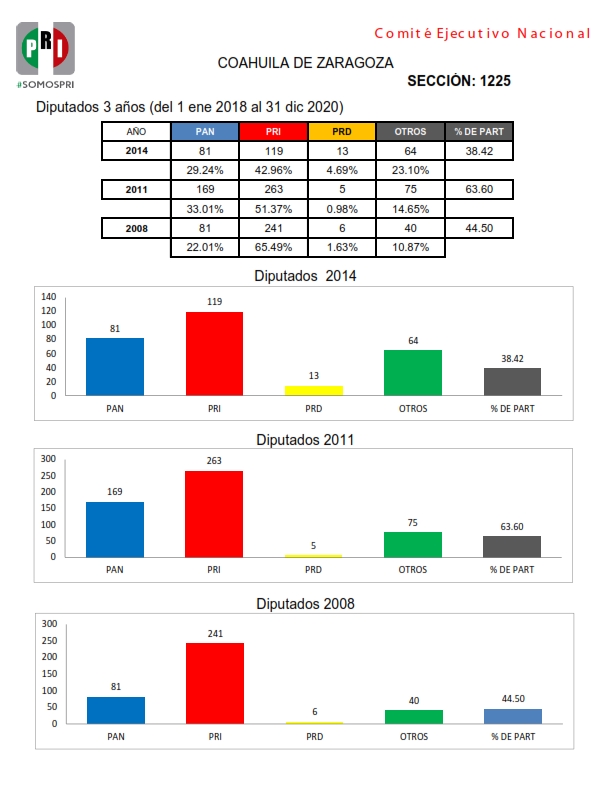 Comité Ejecutivo Nacional
PRI
#SOMOSPRI
COAHUILA DE ZARAGOZA
SECCIÓN: 1225
Diputados 3 años (del 1 ene 2018 al 31 dic 2020)
AÑO PAN PRI PRD OTROS % DE PART
2014 81 119 13 64 38.42
29.24% 42.96% 4.69% 23.10%
2011 169 263 5 75 63.60
33.01% 51.37% 0.98% 14.65%
2008 81 241 6 40 44.50
22.01% 65.49% 1.63% 10.87%
Diputados 2014
140
120
100
80
60
40
20
0
81 119 13 64 38.42
PAN PRI PRD OTROS % DE PART
Diputados 2011
300
250
200
150
100
50
0
169 263 5 75 63.60
PAN PRI PRD OTROS % DE PART
Diputados 2008
300
250
200
150
100
50
0
81 241 6 40 44.50
PAN PRI PRD OTROS % DE PART